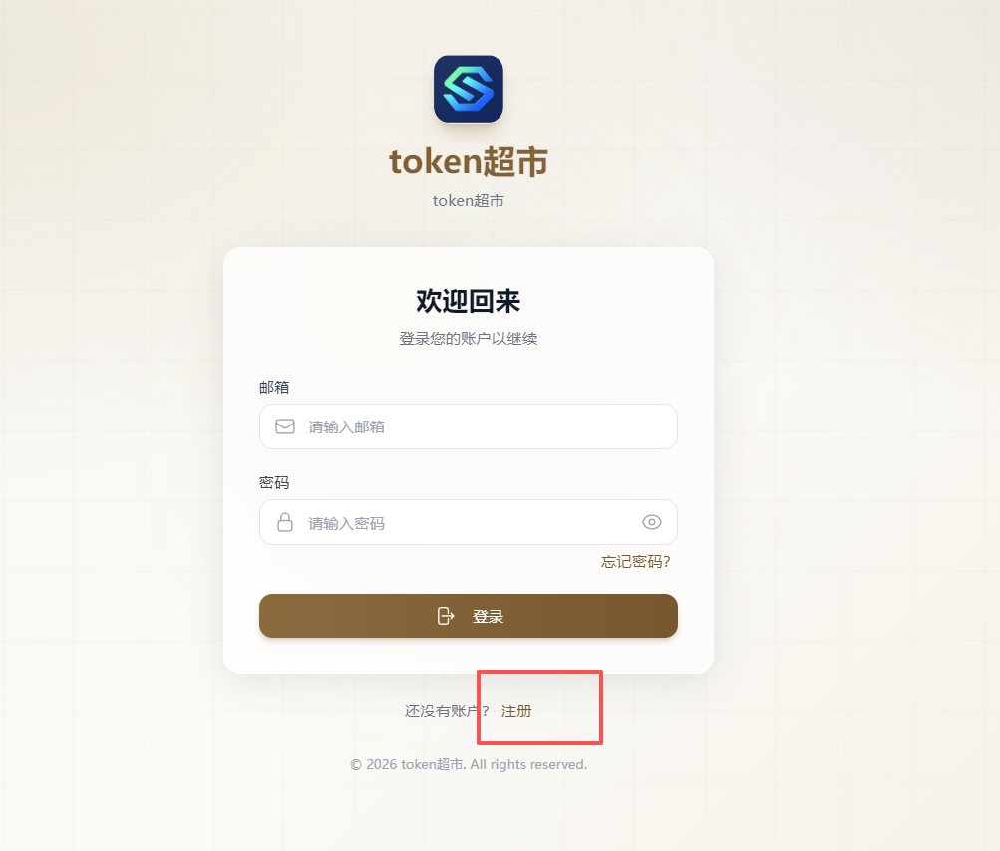 token超市
token超市
欢迎回来
登录您的账户以继续
邮箱
请输入邮箱
密码
请输入密码
忘记密码?
登录
还没有账户? 注册
© 2026 token超市. All rights reserved.